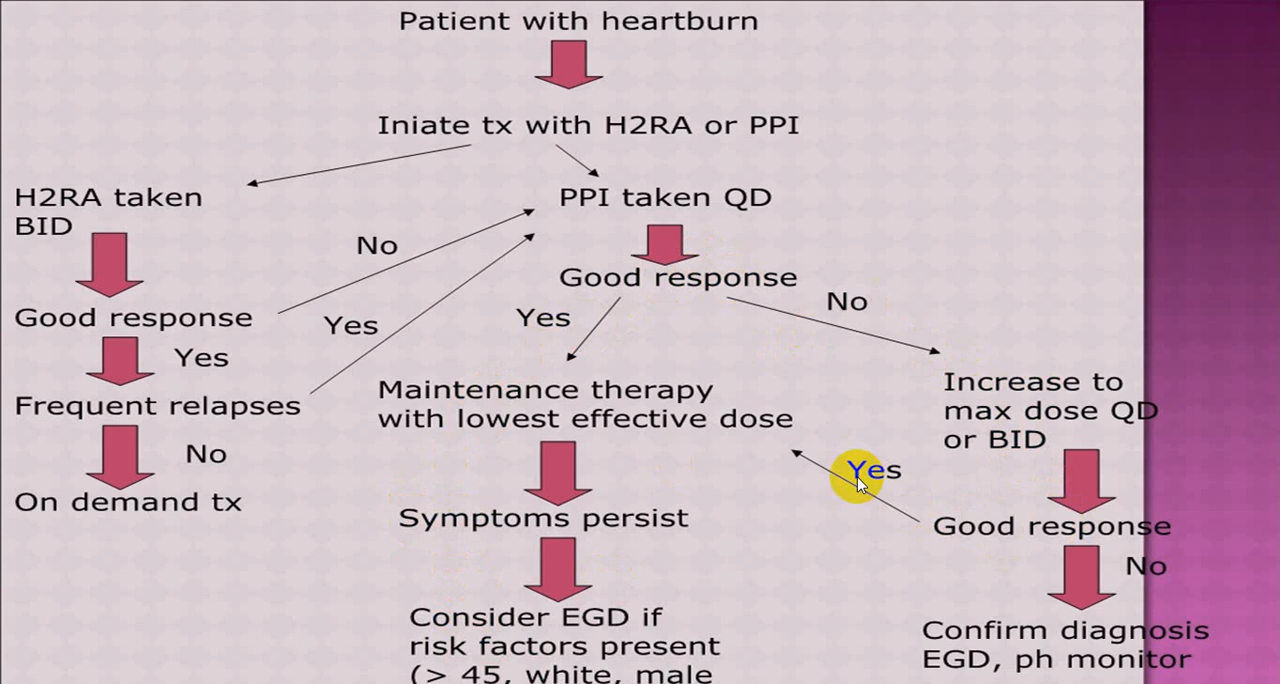 Patient with heartburn
Iniate tx with H2RA or PPI
H2RA taken
BID
PPI taken QD
No
Good response
No
Good response
Yes
Yes
Yes
Frequent relapses
Maintenance therapy
with lowest effective dose
Increase to
max dose QD
or BID
No
Yes
On demand tx
Symptoms persist
Good response
No
Consider EGD if
risk factors present
(> 45, white, male
Confirm diagnosis
EGD, ph monitor